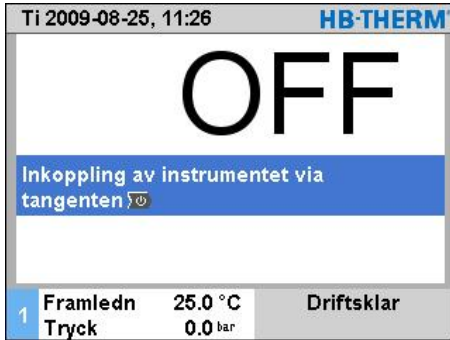 Ti 2009-08-25, 11:26 HB-THERM
OFF
Inkoppling av instrumentet via
tangenten
1 Framledn 25.0 °C Driftsklar
Tryck 0.0 bar